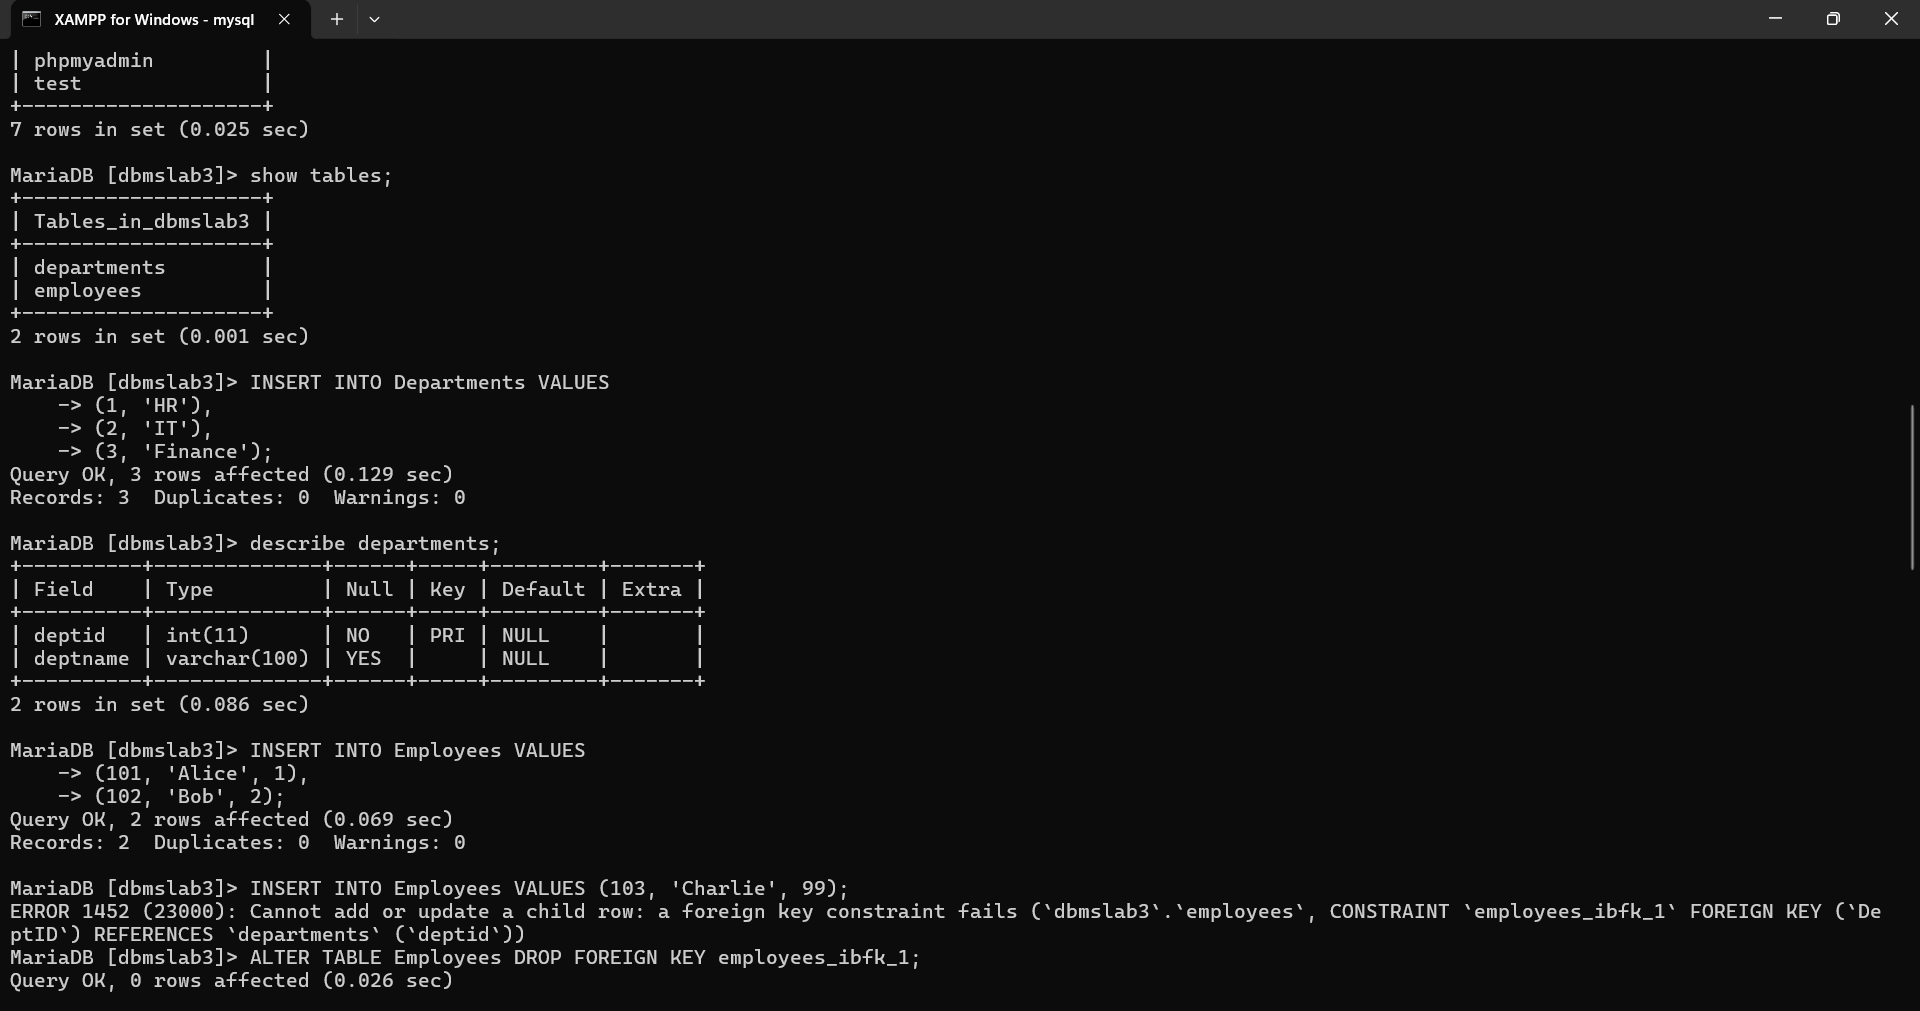 XAMPP for Windows - mysql
| phpmyadmin         |
| test               |
+--------------------+
7 rows in set (0.025 sec)
MariaDB [dbmslab3]> show tables;
+--------------------+
| Tables_in_dbmslab3 |
+--------------------+
| departments        |
| employees          |
+--------------------+
2 rows in set (0.001 sec)
MariaDB [dbmslab3]> INSERT INTO Departments VALUES
    -> (1, 'HR'),
    -> (2, 'IT'),
    -> (3, 'Finance');
Query OK, 3 rows affected (0.129 sec)
Records: 3  Duplicates: 0  Warnings: 0
MariaDB [dbmslab3]> describe departments;
+----------+--------------+------+-----+---------+-------+
| Field    | Type         | Null | Key | Default | Extra |
+----------+--------------+------+-----+---------+-------+
| deptid   | int(11)      | NO   | PRI | NULL    |       |
| deptname | varchar(100) | YES  |     | NULL    |       |
+----------+--------------+------+-----+---------+-------+
2 rows in set (0.086 sec)
MariaDB [dbmslab3]> INSERT INTO Employees VALUES
    -> (101, 'Alice', 1),
    -> (102, 'Bob', 2);
Query OK, 2 rows affected (0.069 sec)
Records: 2  Duplicates: 0  Warnings: 0
MariaDB [dbmslab3]> INSERT INTO Employees VALUES (103, 'Charlie', 99);
ERROR 1452 (23000): Cannot add or update a child row: a foreign key constraint fails (`dbmslab3`.`employees`, CONSTRAINT `employees_ibfk_1` FOREIGN KEY (`De
ptID`) REFERENCES `departments` (`deptid`))
MariaDB [dbmslab3]> ALTER TABLE Employees DROP FOREIGN KEY employees_ibfk_1;
Query OK, 0 rows affected (0.026 sec)